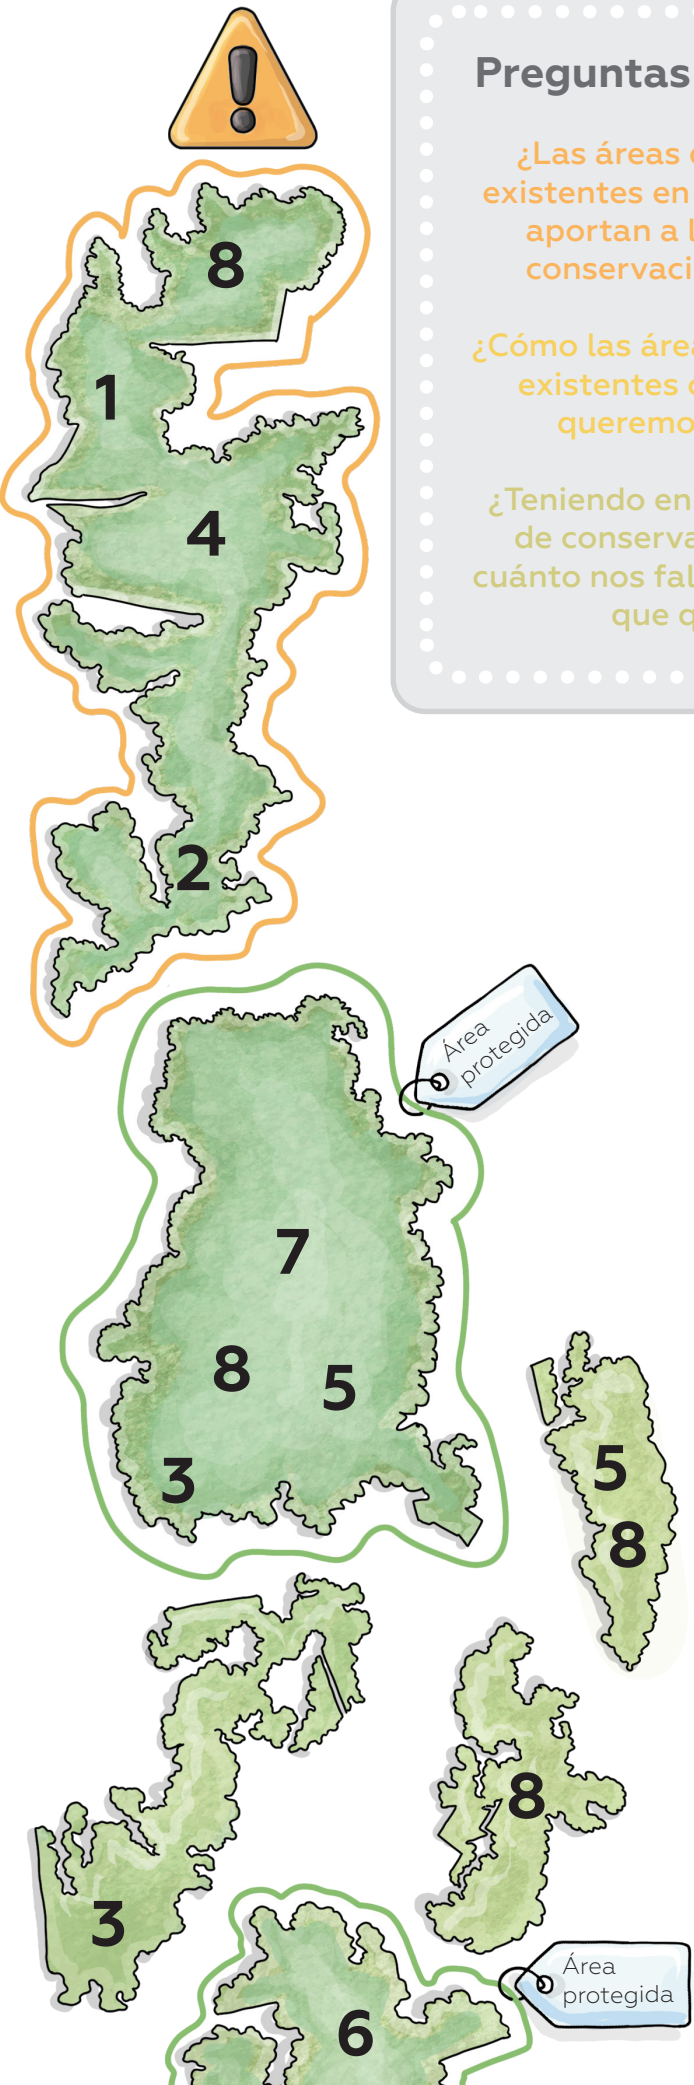 8
1
4
2
Preguntas
¿Las áreas
existentes en
aportan a
conservaci
¿Cómo las área
existentes
queremo
¿Teniendo en
de conserva
cuánto nos fal
que
Área
protegida
7
8
5
3
5
8
8
3
Área
protegida
6